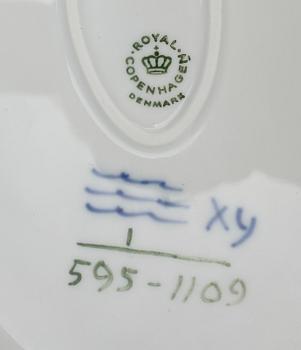 ROYAL
COPENHAGEN
DENMARK
XY
1
595-1109